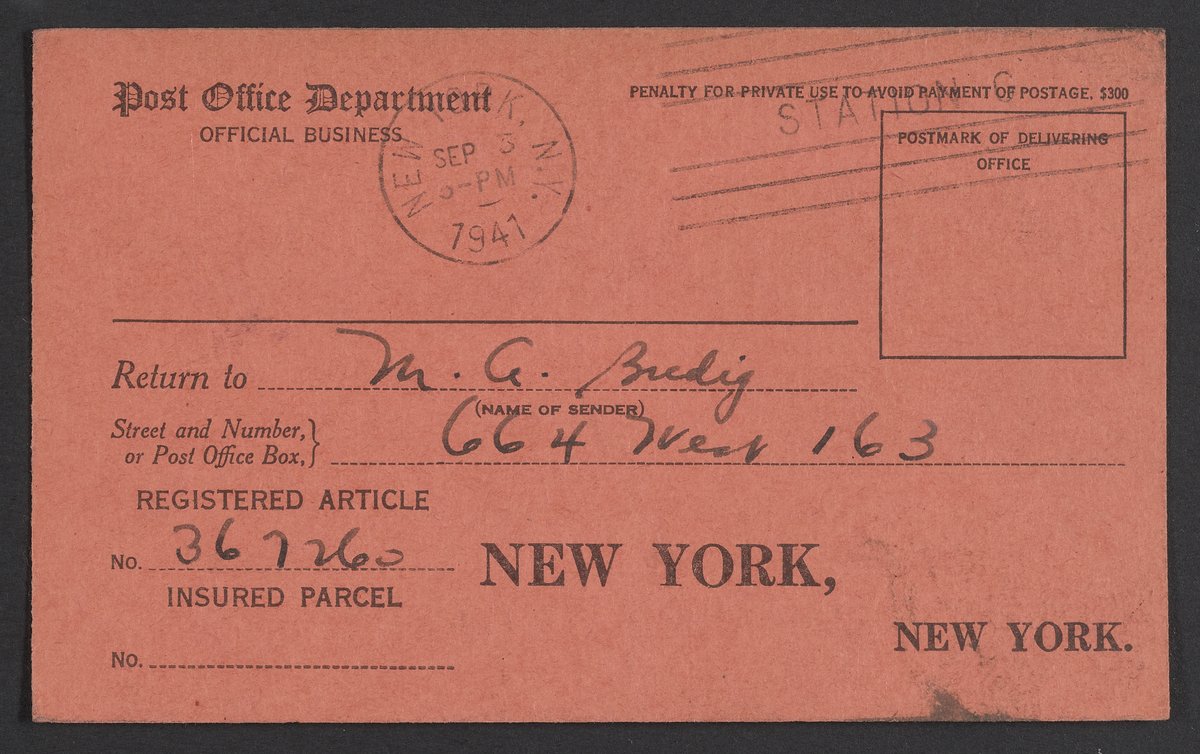 Post Office Department
OFFICIAL BUSINESS
NEW YORK, N.Y.
SEP 3
PM
1941
PENALTY FOR PRIVATE USE TO AVOID PAYMENT OF POSTAGE, $300
STATION
POSTMARK OF DELIVERING
OFFICE
Return to M. G. Bredig
(NAME OF SENDER)
Street and Number,
or Post Office Box,} 664 West 163
REGISTERED ARTICLE
No. 367260
INSURED PARCEL
No.
NEW YORK,
NEW YORK.